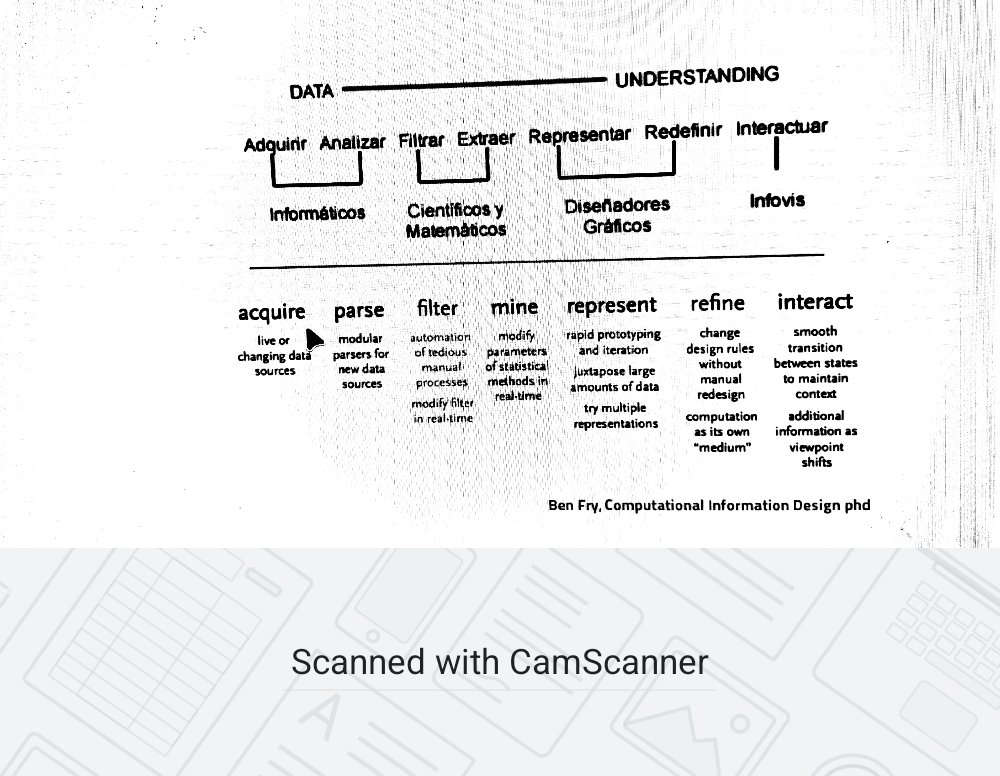 DATA UNDERSTANDING
Adquirir Analizar Filtrar Extraer Representar Redefinir Interactuar
Informáticos Científicos y Matemáticos Diseñadores Gráficos Infovis
acquire parse filter mine represent refine interact
live or
changing data
sources
modular
parsers for
new data
sources
automation
of tedious
manual
processes
modify filter
in real-time
modify
parameters
of statistical
methods in
real-time
rapid prototyping
and iteration
juxtapose large
amounts of data
try multiple
representations
change
design rules
without
manual
redesign
computation
as its own
"medium"
smooth
transition
between states
to maintain
context
additional
information as
viewpoint
shifts
Ben Fry, Computational Information Design phd
Scanned with CamScanner